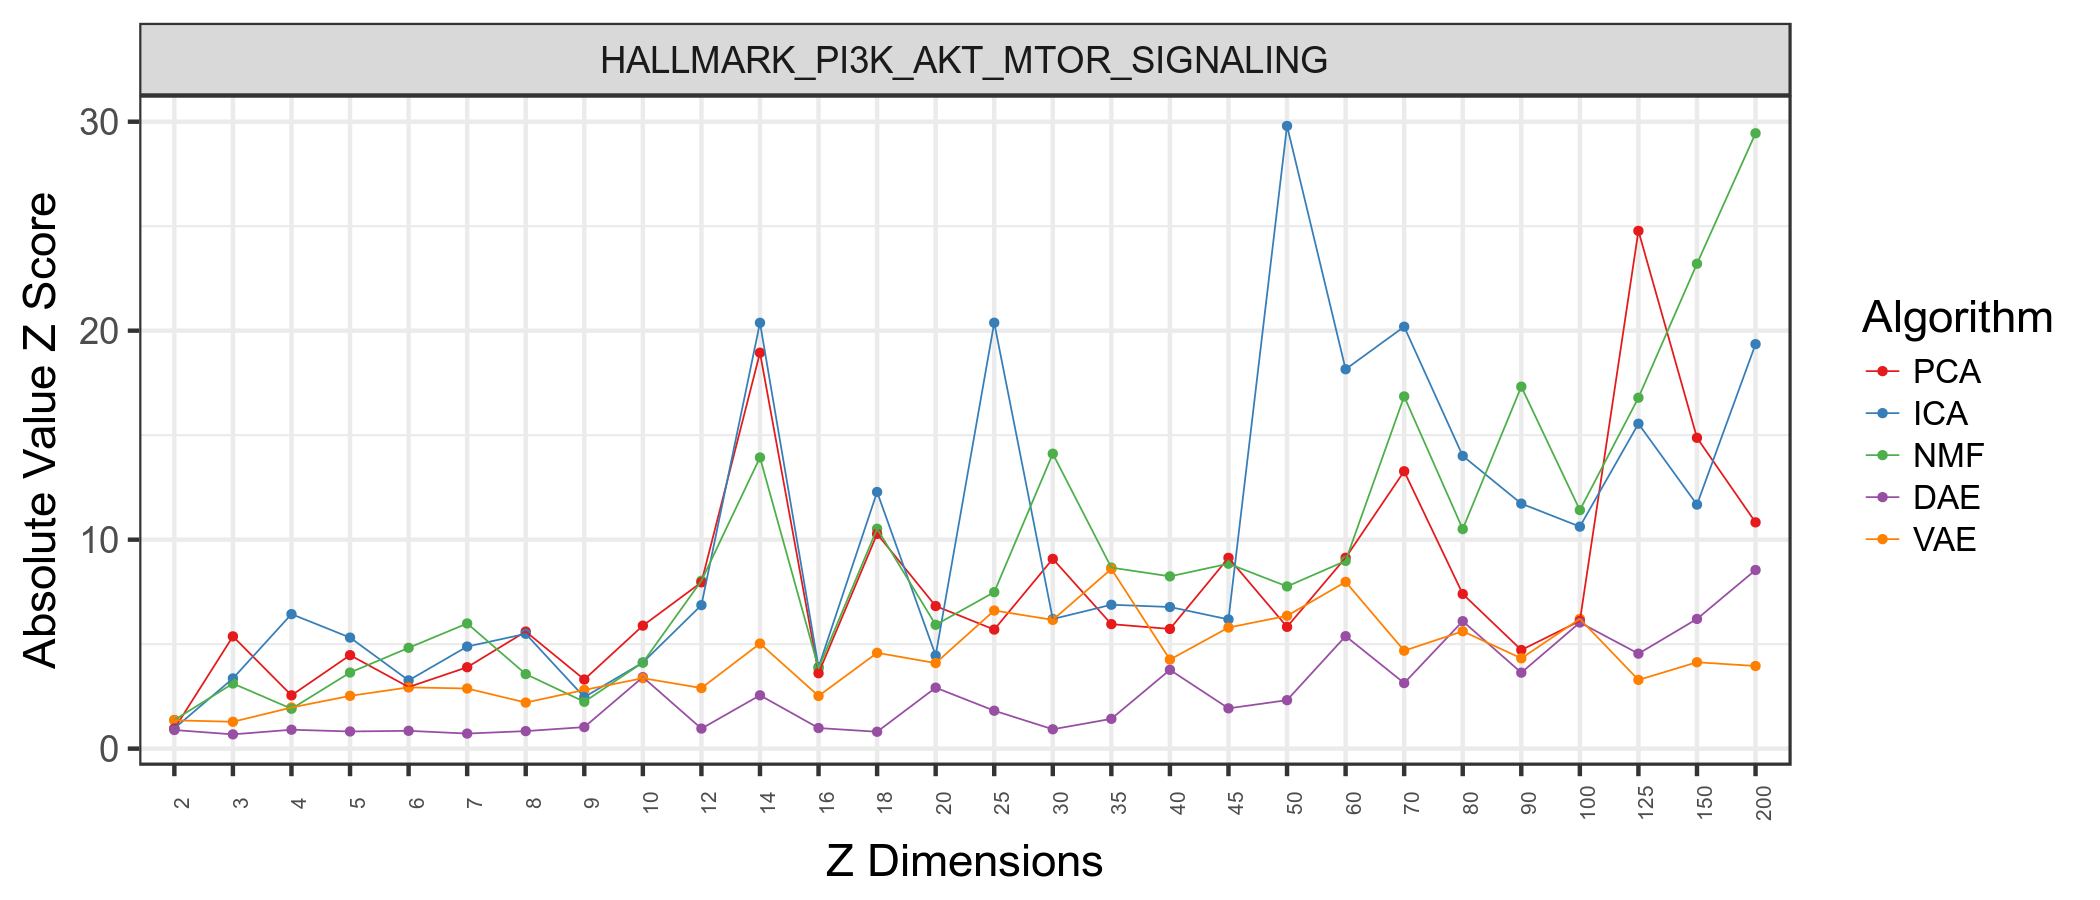 HALLMARK_PI3K_AKT_MTOR_SIGNALING
30
20
10
0
Absolute Value Z Score
2 3 4 5 6 7 8 9 10 12 14 16 18 20 25 30 35 40 45 50 60 70 80 90 100 125 150 200
Z Dimensions
Algorithm
PCA
ICA
NMF
DAE
VAE